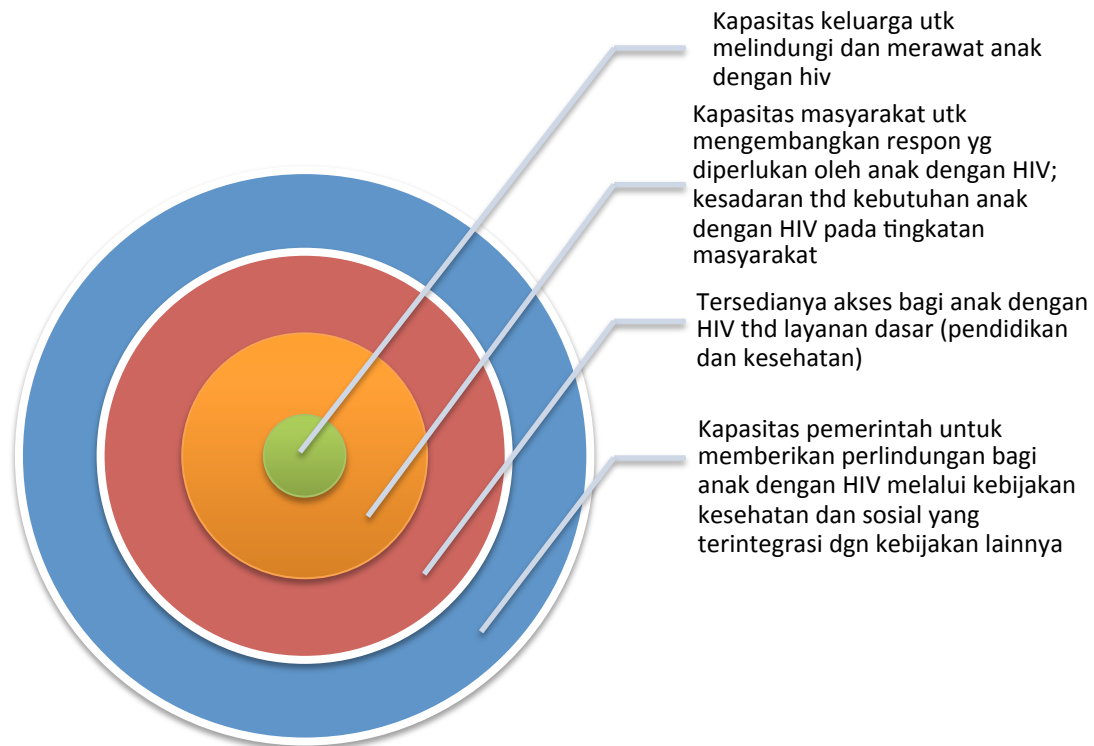 Kapasitas keluarga utk
melindungi dan merawat anak
dengan hiv
Kapasitas masyarakat utk
mengembangkan respon yg
diperlukan oleh anak dengan HIV;
kesadaran thd kebutuhan anak
dengan HIV pada tingkatan
masyarakat
Tersedianya akses bagi anak dengan
HIV thd layanan dasar (pendidikan
dan kesehatan)
Kapasitas pemerintah untuk
memberikan perlindungan bagi
anak dengan HIV melalui kebijakan
kesehatan dan sosial yang
terintegrasi dgn kebijakan lainnya